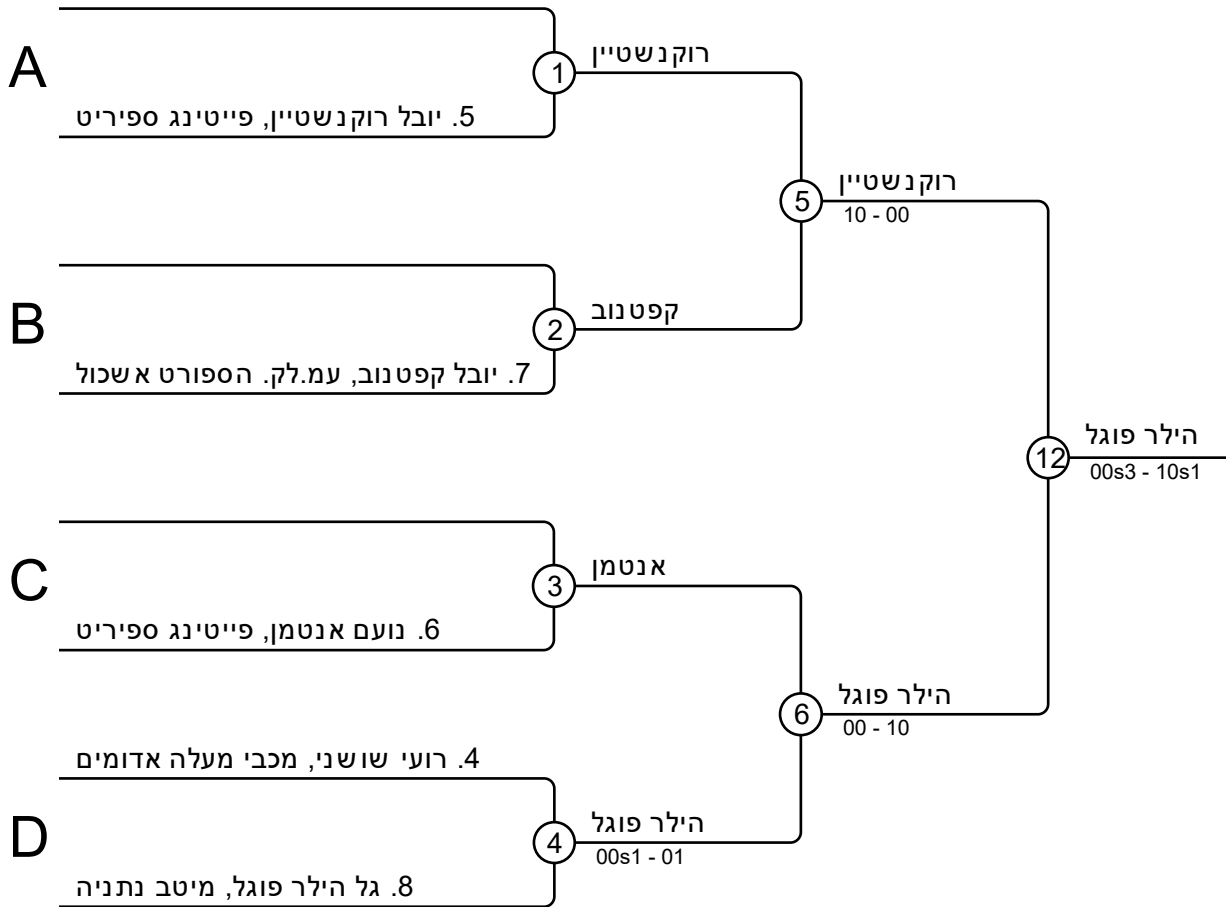 A
1
רוקנשטיין
5. יובל רוקנשטיין, פייטינג ספיריט
5
רוקנשטיין
10 - 00
B
2
קפטנוב
7. יובל קפטנוב, עמ.לק. הספורט אשכול
12
הילר פוגל
00s3 - 10s1
C
3
אנטמן
6. נועם אנטמן, פייטינג ספיריט
6
הילר פוגל
00 - 10
4. רועי שושני, מכבי מעלה אדומים
D
4
הילר פוגל
00s1 - 01
8. גל הילר פוגל, מיטב נתניה